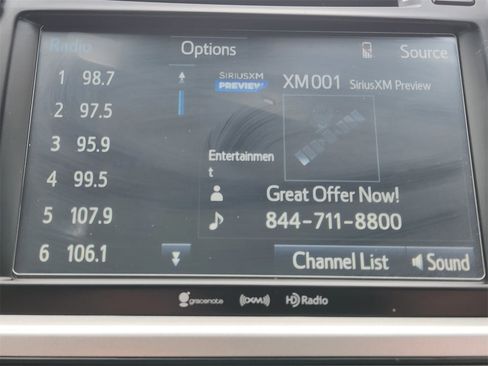 Radio
Options
Source
1 98.7
2 97.5
3 95.9
4 99.5
5 107.9
6 106.1
SIRIUSXM
PREVIEW
XM001 SiriusXM Preview
Entertainmen
t
Great Offer Now!
844-711-8800
Channel List
Sound
gracenote
((XM))
HD Radio